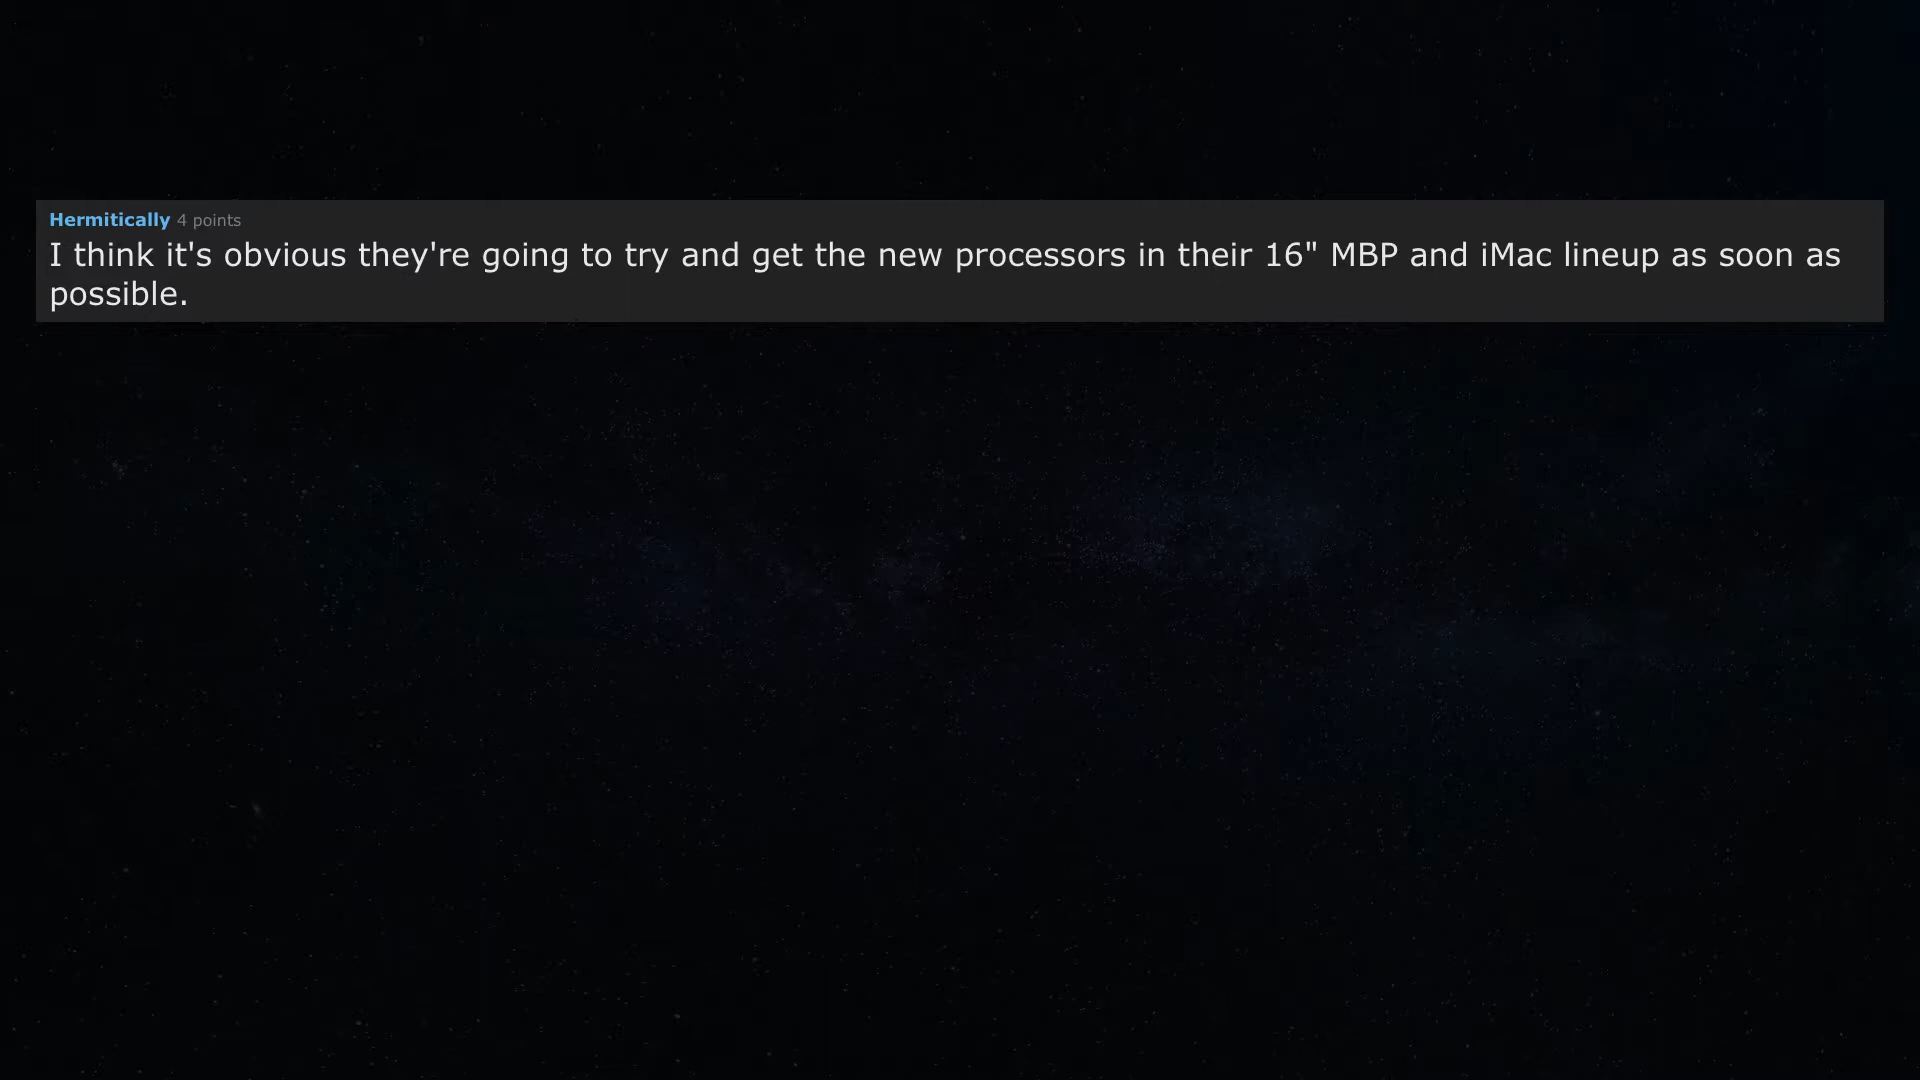 Hermitically 4 points
I think it's obvious they're going to try and get the new processors in their 16" MBP and iMac lineup as soon as
possible.